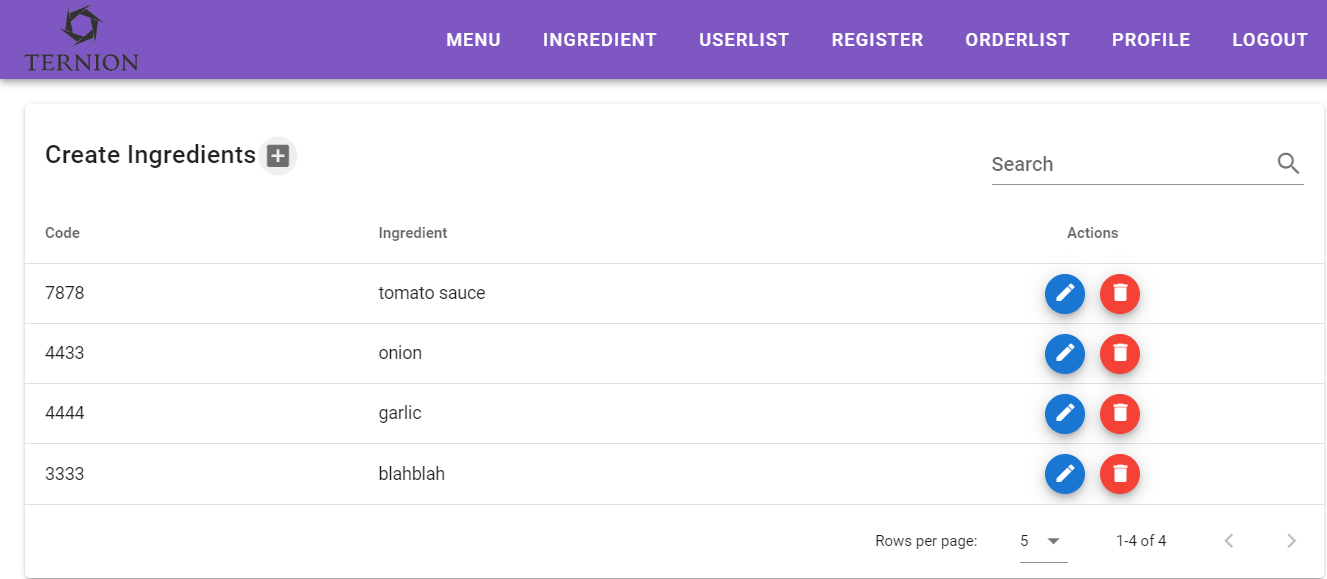 TERNION
MENU INGREDIENT USERLIST REGISTER ORDERLIST PROFILE LOGOUT
Create Ingredients
Search
Code Ingredient Actions
7878 tomato sauce
4433 onion
4444 garlic
3333 blahblah
Rows per page: 5 1-4 of 4